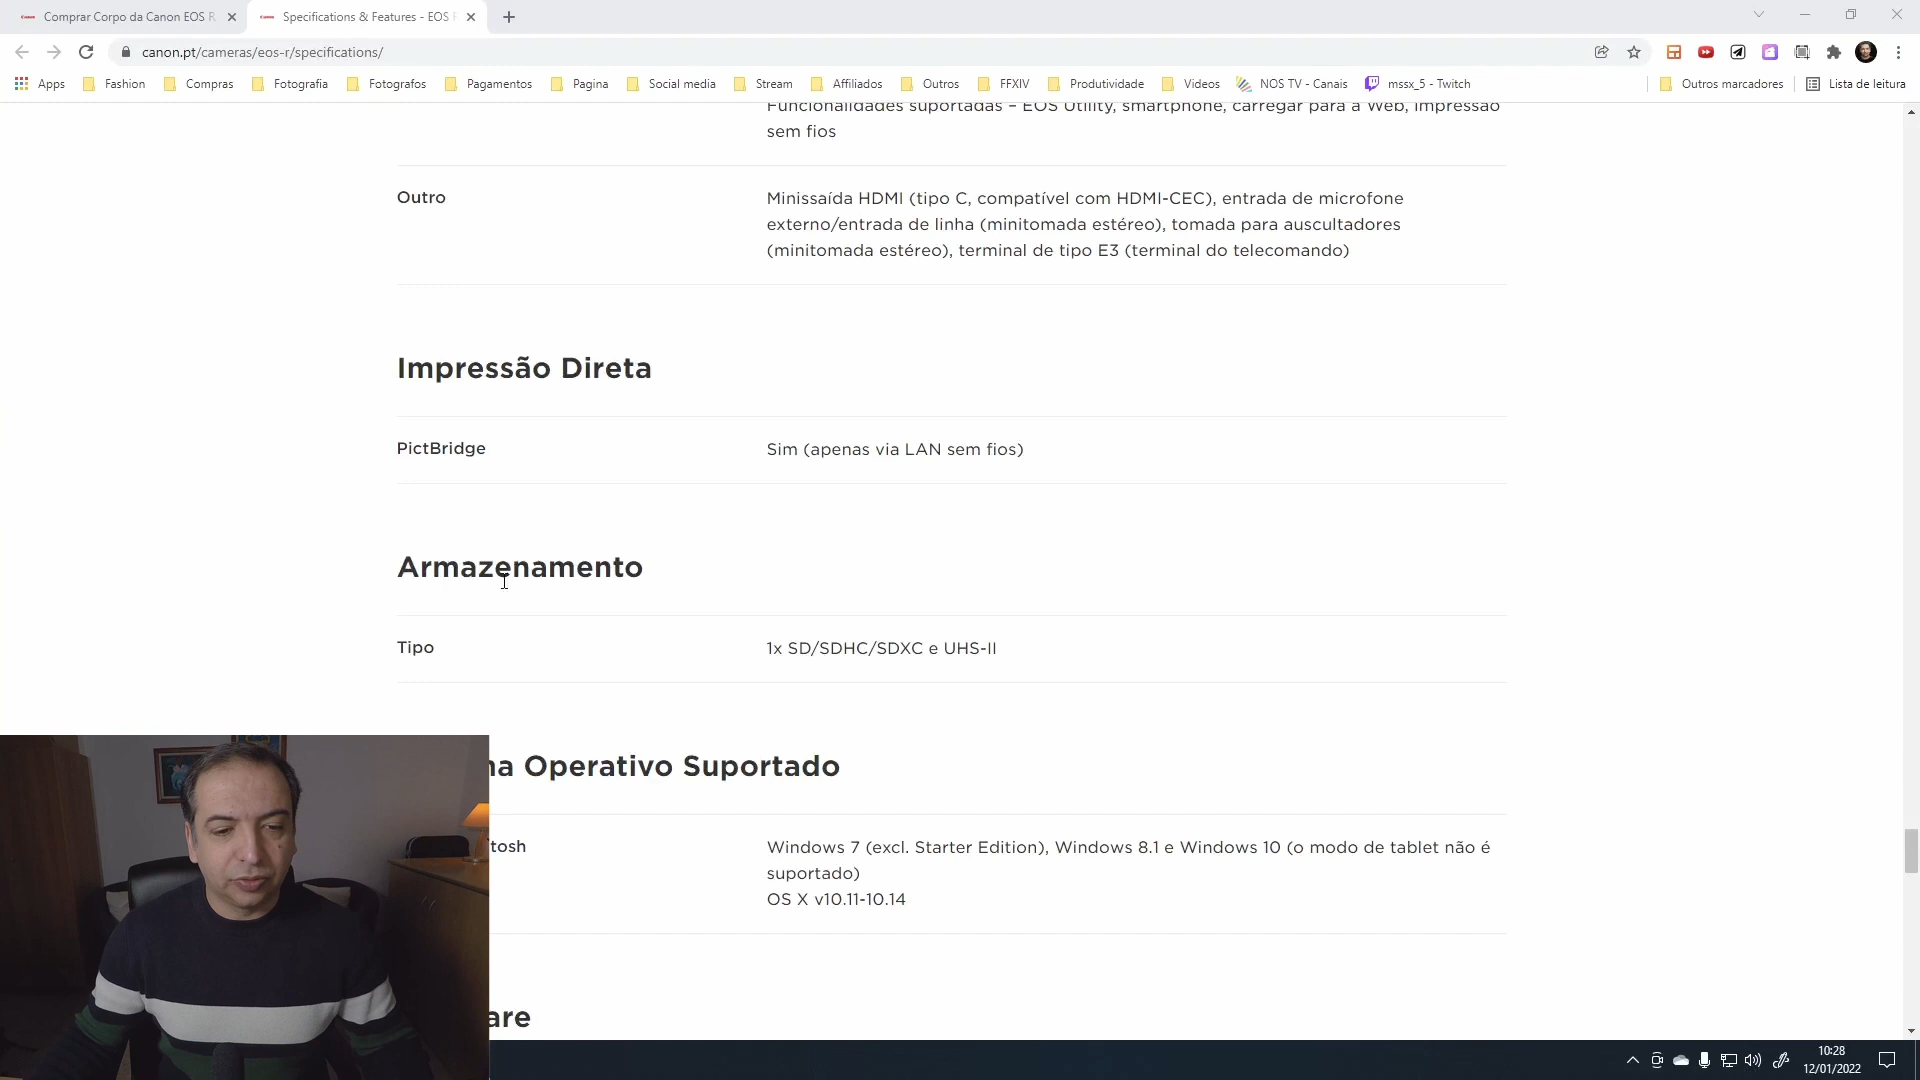 Comprar Corpo da Canon EOS R
Specifications & Features - EOS R
canon.pt/cameras/eos-r/specifications/
Apps Fashion Compras Fotografia Fotografos Pagamentos Pagina Social media Stream Affiliados Outros FFXIV Produtividade Videos NOS TV - Canais mssx_5 - Twitch Outros marcadores Lista de leitura
Funcionalidades suportadas – EOS Utility, smartphone, carregar para a Web, impressão
sem fios
Outro
Minissaída HDMI (tipo C, compatível com HDMI-CEC), entrada de microfone
externo/entrada de linha (minitomada estéreo), tomada para auscultadores
(minitomada estéreo), terminal de tipo E3 (terminal do telecomando)
Impressão Direta
PictBridge
Sim (apenas via LAN sem fios)
Armazenamento
Tipo
1x SD/SDHC/SDXC e UHS-II
na Operativo Suportado
tosh
Windows 7 (excl. Starter Edition), Windows 8.1 e Windows 10 (o modo de tablet não é
suportado)
OS X v10.11-10.14
are
10:28
12/01/2022